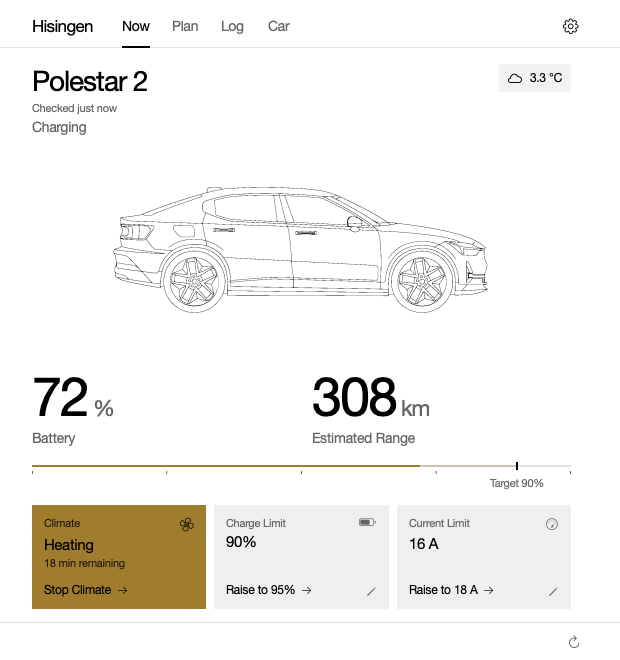 Hisingen Now Plan Log Car
Polestar 2
3.3 °C
Checked just now
Charging
72 %
308 km
Battery
Estimated Range
Target 90%
Climate
Heating
18 min remaining
Stop Climate →
Charge Limit
90%
Raise to 95% →
Current Limit
16 A
Raise to 18 A →